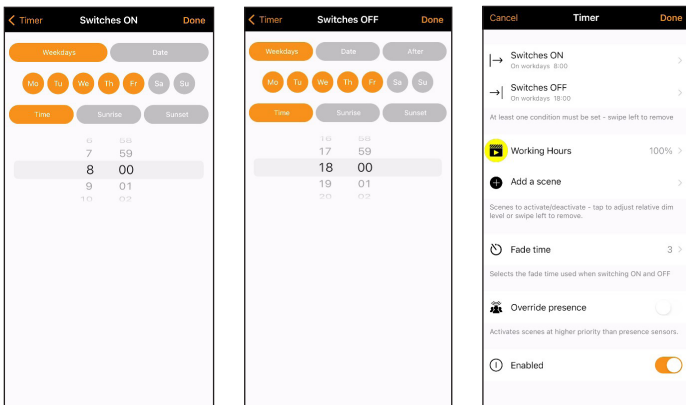 Timer
Switches ON
Done
Weekdays
Date
Mo
Tu
We
Th
Fr
Sa
Su
Time
Sunrise
Sunset
7 59
8 00
9 01
10 02
Timer
Switches OFF
Done
Weekdays
Date
After
Mo
Tu
We
Th
Fr
Sa
Su
Time
Sunrise
Sunset
16 58
17 59
18 00
19 01
20 02
Cancel
Timer
Done
Switches ON
On workdays 8:00
Switches OFF
On workdays 18:00
At least one condition must be set - swipe left to remove
Working Hours
100%
Add a scene
Scenes to activate/deactivate - tap to adjust relative dim
level or swipe left to remove.
Fade time
3
Selects the fade time used when switching ON and OFF
Override presence
Activates scenes at higher priority than presence sensors.
Enabled